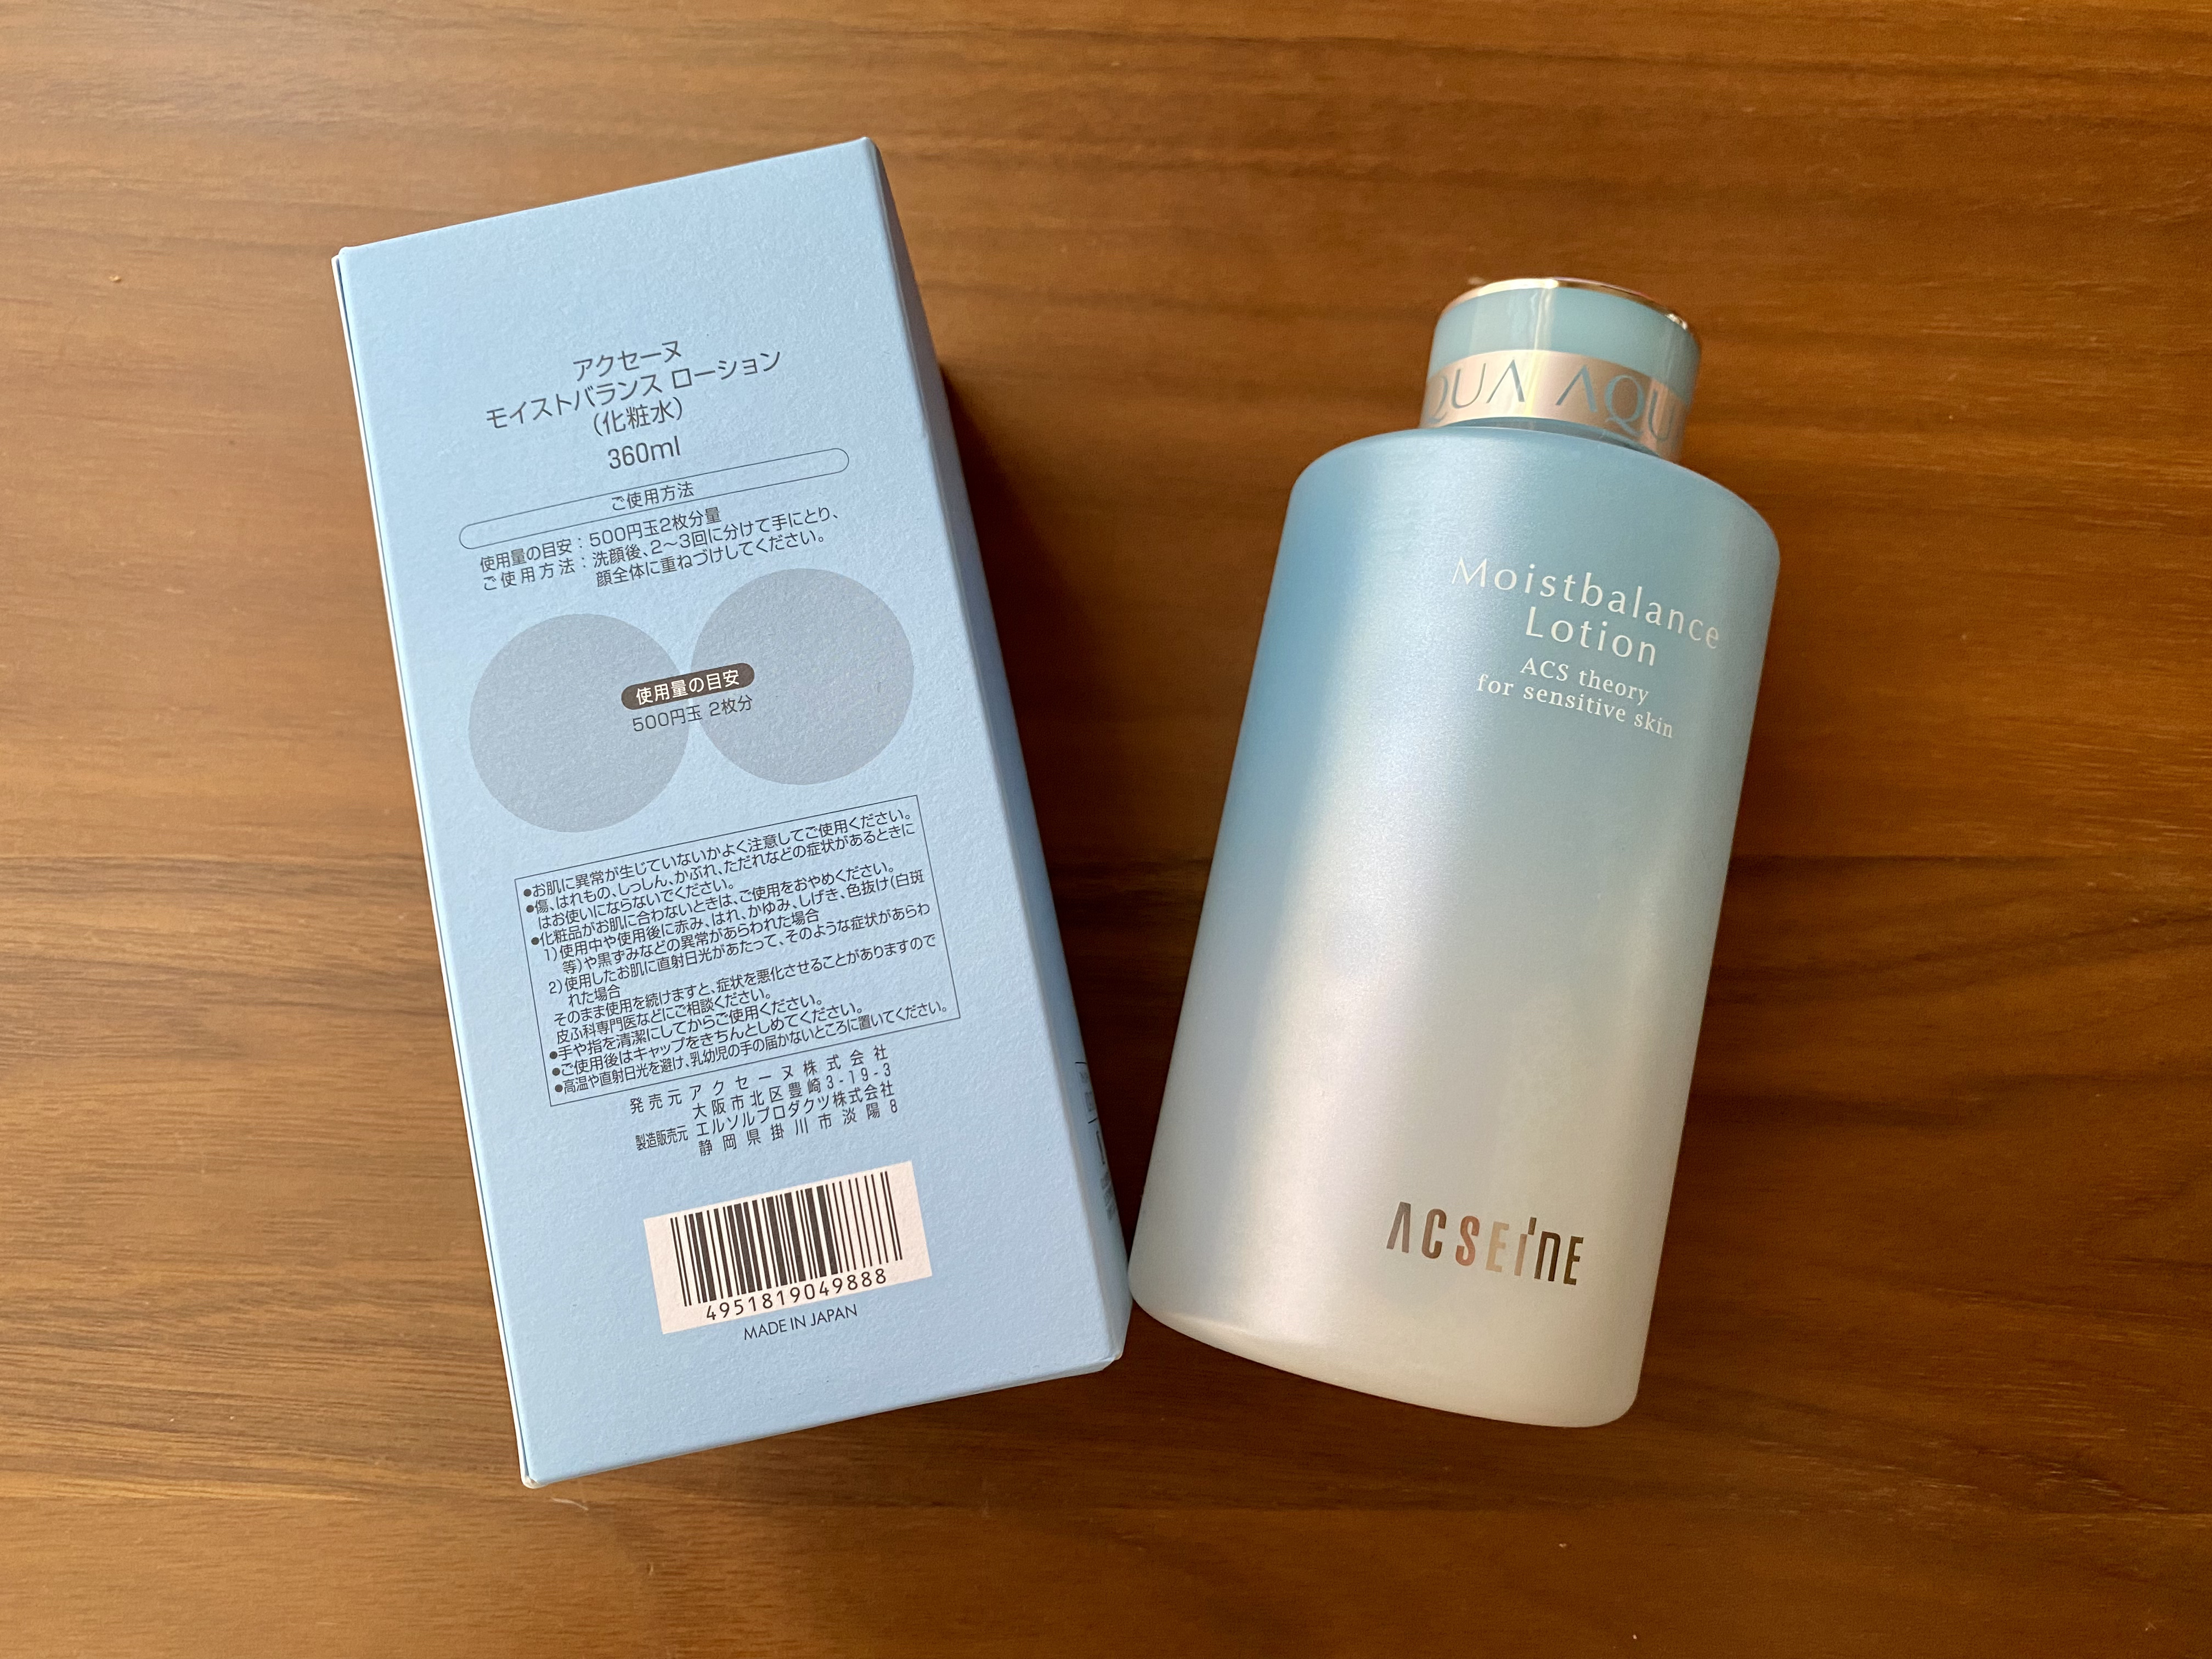 アクセーヌ
モイストバランス ローション
(化粧水)
360ml
ご使用方法
使用量の目安：500円玉2枚分量
ご使用方法：洗顔後、2〜3回に分けて手にとり、
顔全体に重ねづけしてください。
使用量の目安
500円玉 2枚分
●お肌に異常が生じていないかよく注意してご使用ください。
●傷、はれもの、しっしん、かぶれ、ただれなどの症状があるときに
はお使いにならないでください。
●化粧品がお肌に合わないときは、ご使用をおやめください。
1)使用中や使用後に赤み、はれ、かゆみ、しげき、色抜け(白斑
等)や黒ずみなどの異常があらわれた場合
2)使用したお肌に直射日光があたって、そのような症状があらわ
れた場合
そのまま使用を続けますと、症状を悪化させることがありますので
皮ふ科専門医などにご相談ください。
●手や指を清潔にしてからご使用ください。
●ご使用後はキャップをきちんとしめてください。
●高温や直射日光を避け、乳幼児の手の届かないところに置いてください。
発売元 アクセーヌ株式会社
大阪市北区豊崎3-19-3
製造販売元 エルソルプロダクツ株式会社
静岡県掛川市淡陽8
4951819049888
MADE IN JAPAN
QUA AQU
Moistbalance
Lotion
ACS theory
for sensitive skin
ACSEINE